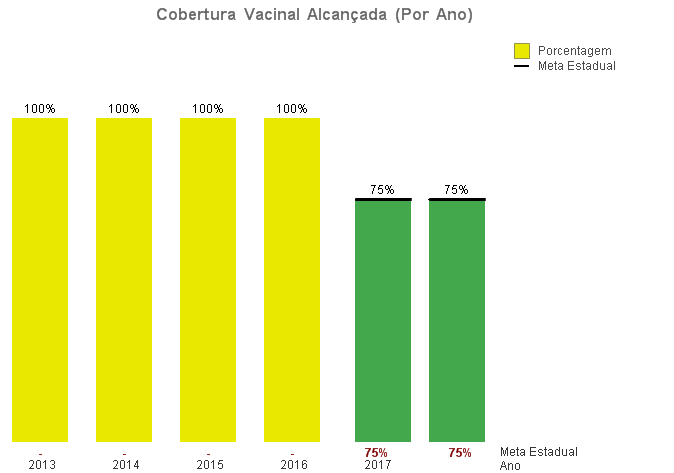 Cobertura Vacinal Alcançada (Por Ano)
Porcentagem
Meta Estadual
100% 100% 100% 100%
75% 75%
- - - - 75% 75% Meta Estadual
2013 2014 2015 2016 2017 Ano